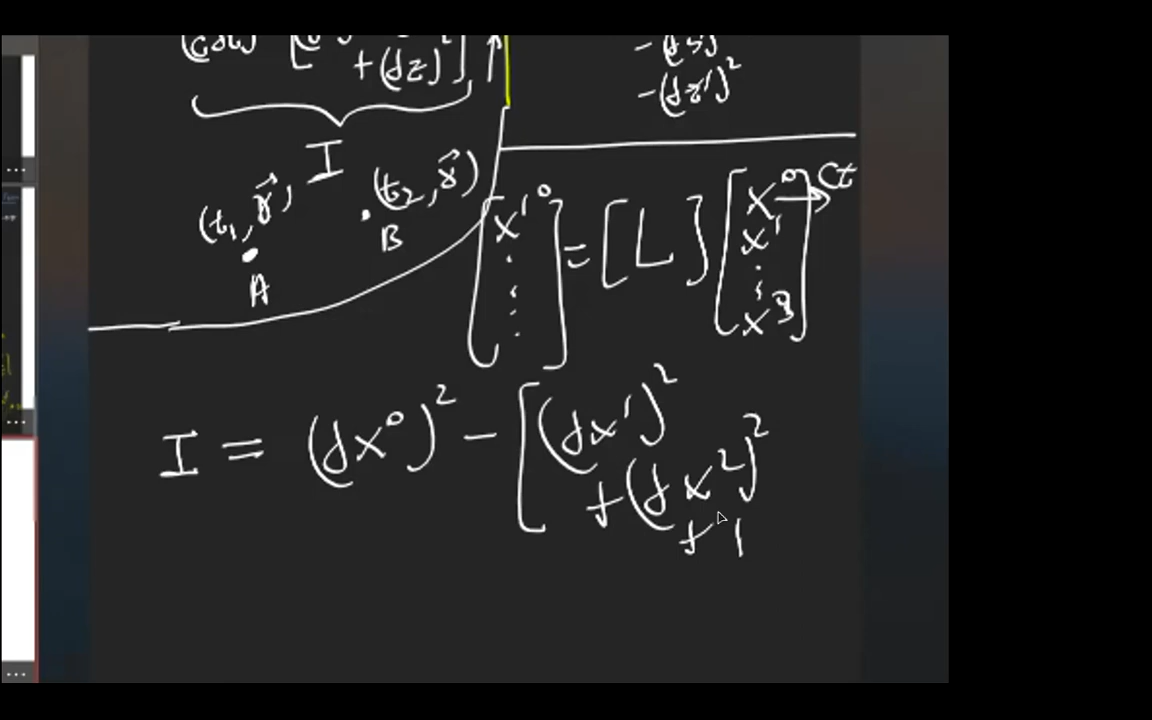 +(dz)²]
-(dz')²
I
(t₁, r⃗)
A
(t₂, r⃗)
B
[x'⁰ ⋮] = [L] [x⁰ → ct
x¹
⋮
x³]
I = (dx⁰)² - [(dx¹)²
+(dx²)²
+